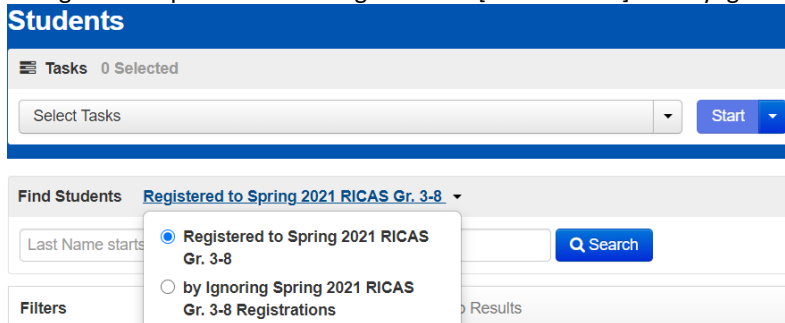 Students
Tasks 0 Selected
Select Tasks Start
Find Students Registered to Spring 2021 RICAS Gr. 3-8
Last Name starts Search
Registered to Spring 2021 RICAS
Gr. 3-8
by Ignoring Spring 2021 RICAS
Gr. 3-8 Registrations
Filters Results